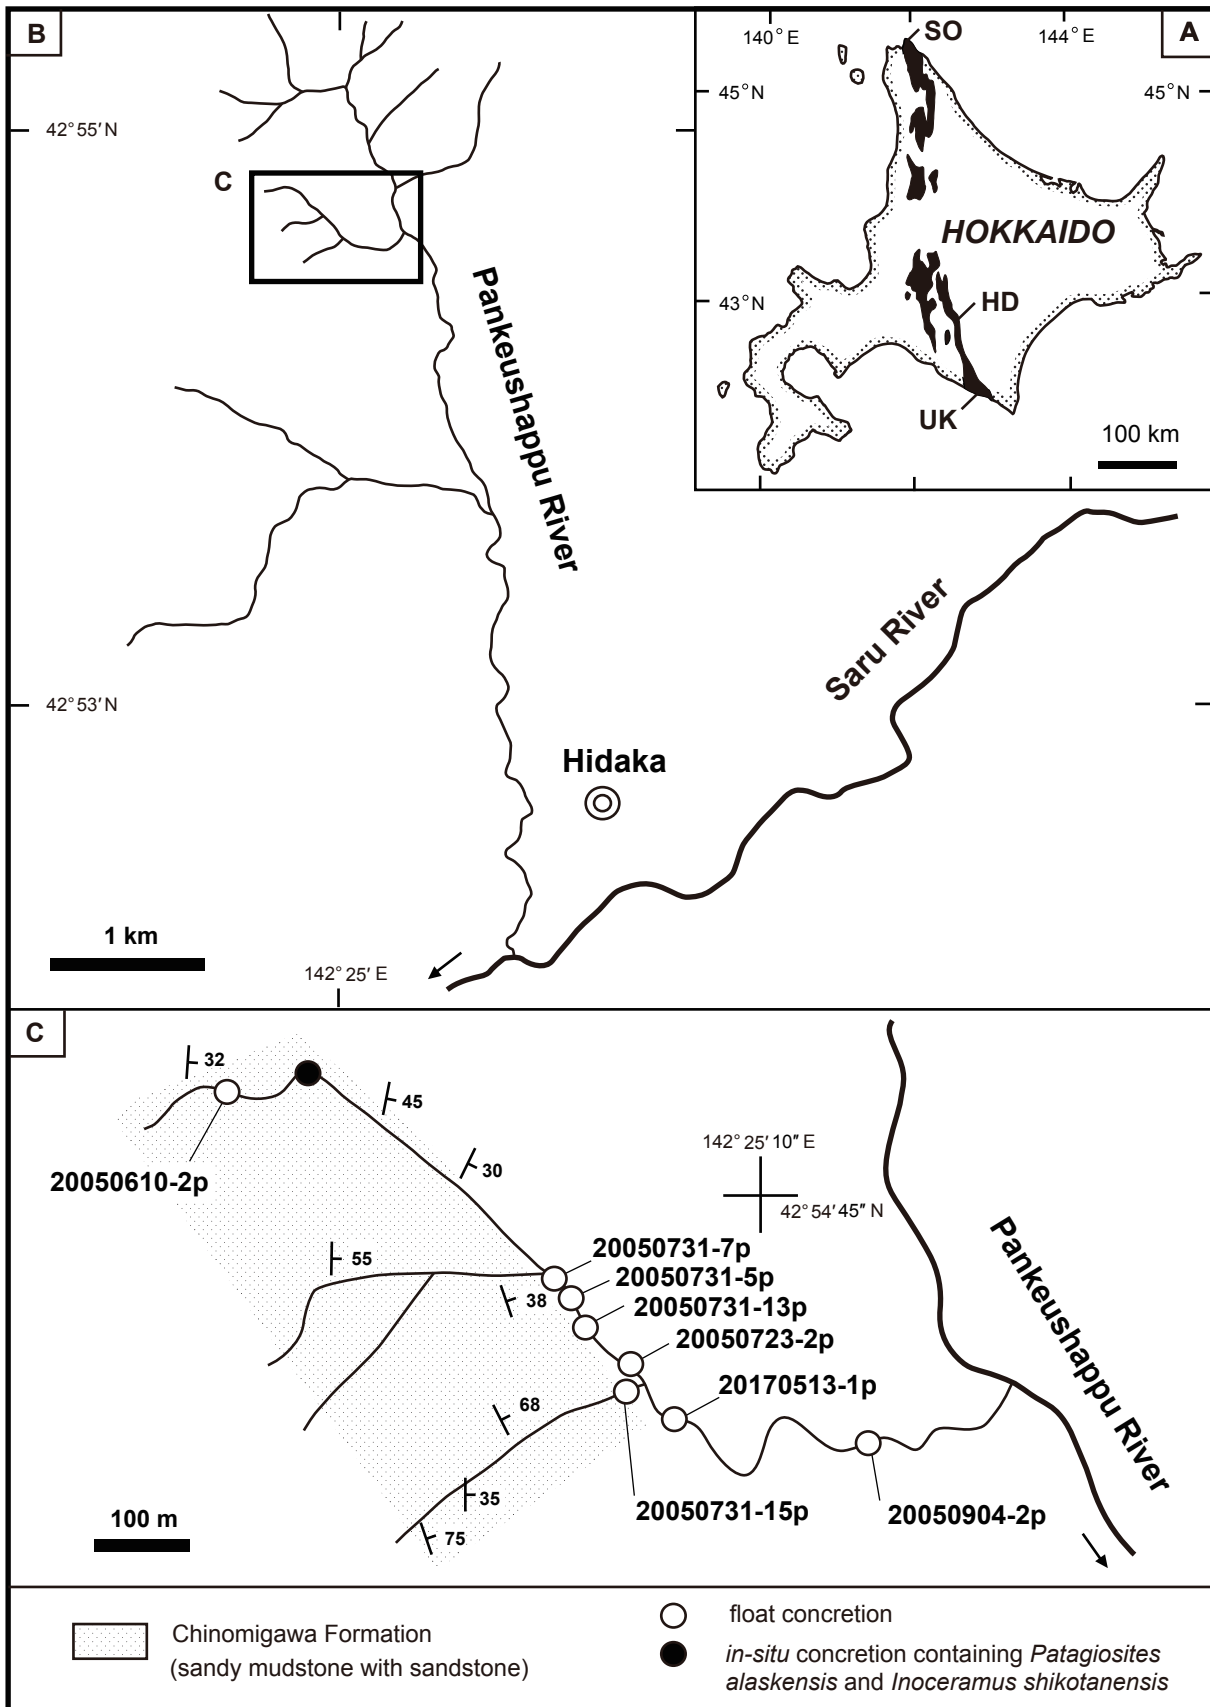 B
A
140° E
SO
144° E
45° N
45° N
42° 55′ N
C
HOKKAIDO
43° N
HD
UK
100 km
Pankeushappu River
Saru River
42° 53′ N
Hidaka
1 km
142° 25′ E
C
32
45
20050610-2p
30
142° 25′ 10″ E
42° 54′ 45″ N
55
38
20050731-7p
20050731-5p
20050731-13p
20050723-2p
20170513-1p
68
35
75
20050731-15p
20050904-2p
Pankeushappu River
100 m
Chinomigawa Formation
(sandy mudstone with sandstone)
float concretion
in-situ concretion containing Patagiosites
alaskensis and Inoceramus shikotanensis